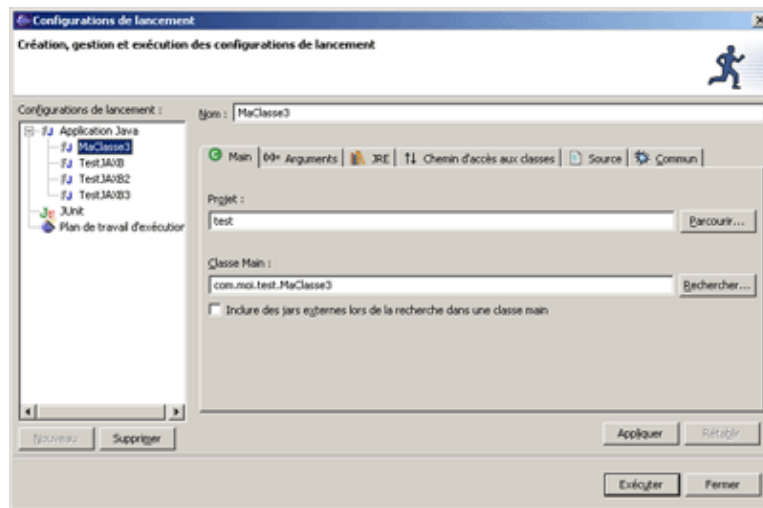 Configurations de lancement
Création, gestion et exécution des configurations de lancement
Configurations de lancement :
Application Java
MaClasse3
TestJAXB
TestJAXB2
TestJAXB3
JUnit
Plan de travail d'exécution
Nouveau
Supprimer
Nom : MaClasse3
Main (x)= Arguments JRE Chemin d'accès aux classes Source Commun
Projet :
test Parcourir...
Classe Main :
com.moi.test.MaClasse3 Rechercher...
Inclure des jars externes lors de la recherche dans une classe main
Appliquer Rétablir
Exécuter Fermer